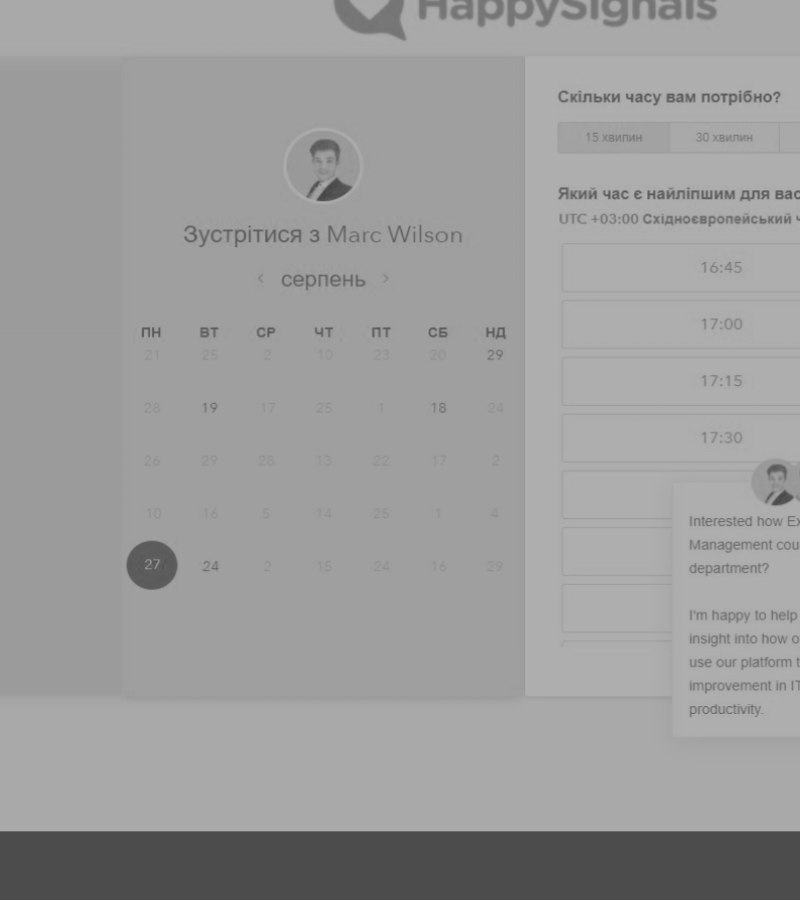 HappySignals
Зустрітися з Marc Wilson
серпень
ПН ВТ СР ЧТ ПТ СБ НД
21 25 2 10 23 20 29
28 19 17 25 1 18 24
26 29 28 13 22 17 2
10 16 5 14 25 1 4
27 24 2 15 24 16 29
Скільки часу вам потрібно?
15 хвилин 30 хвилин
Який час є найліпшим для вас
UTC +03:00 Східноєвропейський ч
16:45
17:00
17:15
17:30
Interested how Ex
Management cou
department?
I'm happy to help
insight into how o
use our platform t
improvement in IT
productivity.